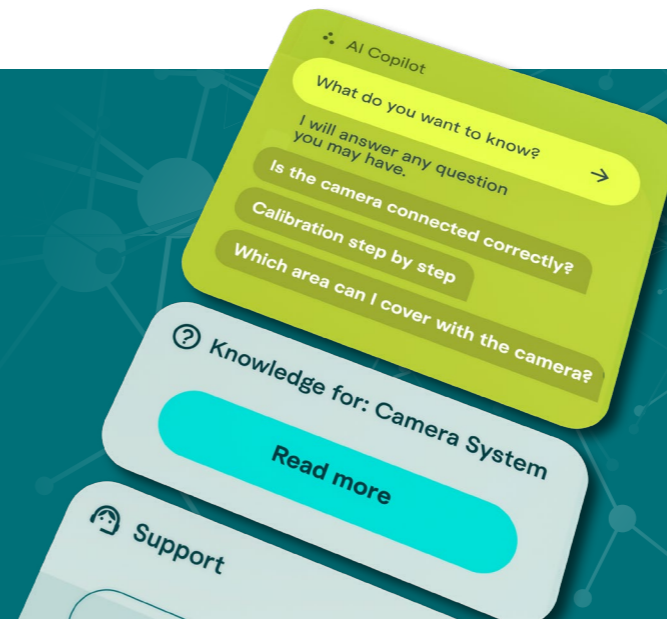 AI Copilot
What do you want to know?
I will answer any question
you may have.
Is the camera connected correctly?
Calibration step by step
Which area can I cover with the camera?
Knowledge for: Camera System
Read more
Support